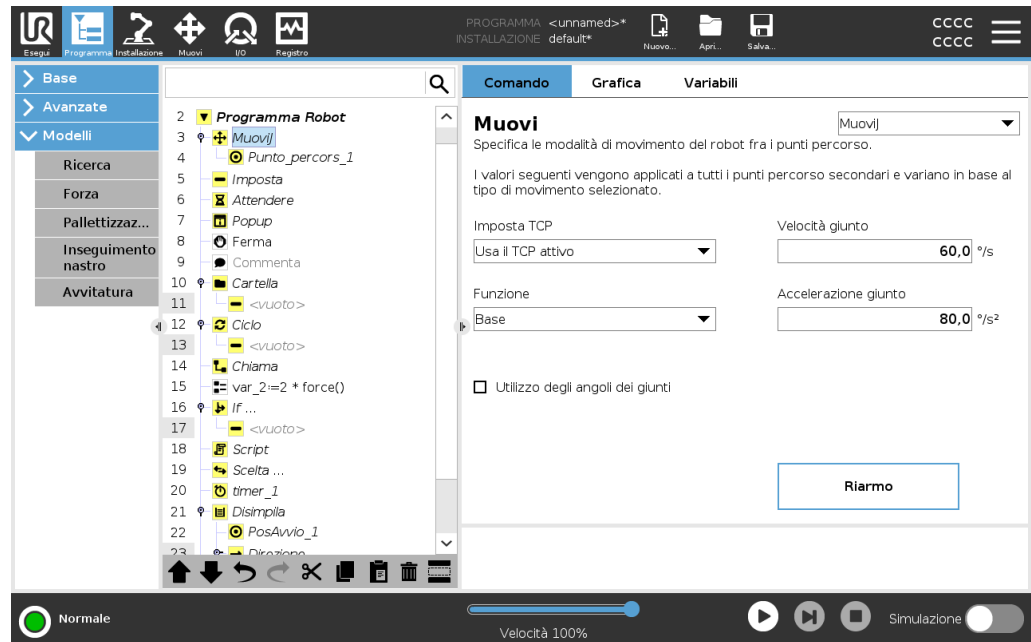 UR
PROGRAMMA <unnamed>*
INSTALLAZIONE default*
Nuovo...
Apri...
Salva...
CCCC
CCCC
Esegui
Programma
Installazione
Muovi
I/O
Registro
Base
Avanzate
Modelli
Ricerca
Forza
Pallettizzaz...
Inseguimento
nastro
Avvitatura
2 Programma Robot
3 MuoviJ
4 Punto_percors_1
5 Imposta
6 Attendere
7 Popup
8 Ferma
9 Commenta
10 Cartella
11 <vuoto>
12 Ciclo
13 <vuoto>
14 Chiama
15 var_2:=2 * force()
16 If ...
17 <vuoto>
18 Script
19 Scelta ...
20 timer_1
21 Disimpila
22 PosAvvio_1
23 Direzione
Comando
Grafica
Variabili
Muovi
MuoviJ
Specifica le modalità di movimento del robot fra i punti percorso.
I valori seguenti vengono applicati a tutti i punti percorso secondari e variano in base al
tipo di movimento selezionato.
Imposta TCP
Velocità giunto
Usa il TCP attivo
60,0 °/s
Funzione
Accelerazione giunto
Base
80,0 °/s²
Utilizzo degli angoli dei giunti
Riarmo
Normale
Velocità 100%
Simulazione